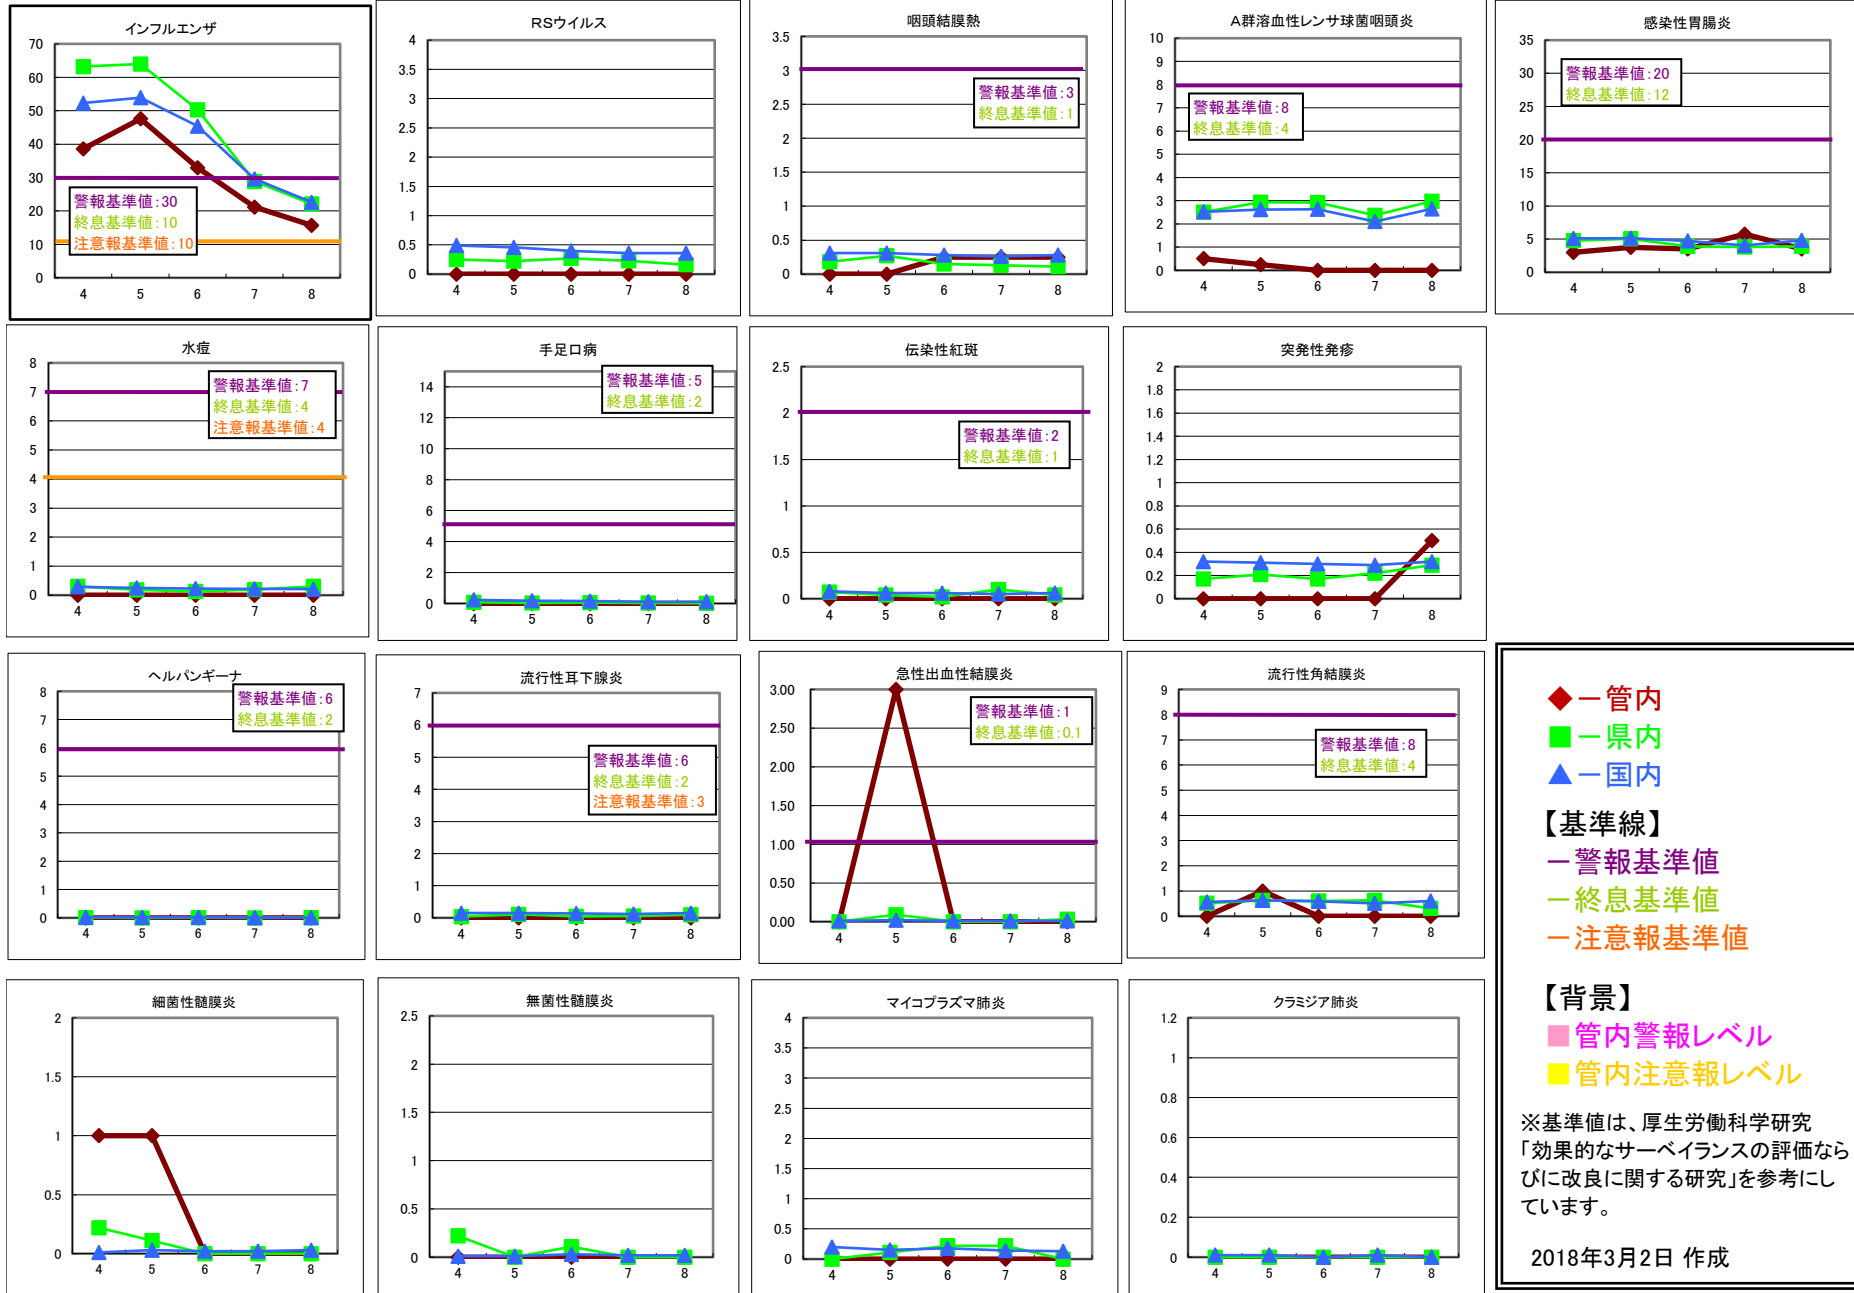 インフルエンザ
70
60
50
40
30
20
10
0
警報基準値:30
終息基準値:10
注意報基準値:10
4 5 6 7 8
RSウイルス
4
3.5
3
2.5
2
1.5
1
0.5
0
4 5 6 7 8
咽頭結膜熱
3.5
3
2.5
2
1.5
1
0.5
0
警報基準値:3
終息基準値:1
4 5 6 7 8
A群溶血性レンサ球菌咽頭炎
10
9
8
7
6
5
4
3
2
1
0
警報基準値:8
終息基準値:4
4 5 6 7 8
感染性胃腸炎
35
30
25
20
15
10
5
0
警報基準値:20
終息基準値:12
4 5 6 7 8
水痘
8
7
6
5
4
3
2
1
0
警報基準値:7
終息基準値:4
注意報基準値:4
4 5 6 7 8
手足口病
14
12
10
8
6
4
2
0
警報基準値:5
終息基準値:2
4 5 6 7 8
伝染性紅斑
2.5
2
1.5
1
0.5
0
警報基準値:2
終息基準値:1
4 5 6 7 8
突発性発疹
2
1.8
1.6
1.4
1.2
1
0.8
0.6
0.4
0.2
0
4 5 6 7 8
ヘルパンギーナ
8
7
6
5
4
3
2
1
0
警報基準値:6
終息基準値:2
4 5 6 7 8
流行性耳下腺炎
7
6
5
4
3
2
1
0
警報基準値:6
終息基準値:2
注意報基準値:3
4 5 6 7 8
急性出血性結膜炎
3.00
2.50
2.00
1.50
1.00
0.50
0.00
警報基準値:1
終息基準値:0.1
4 5 6 7 8
流行性角結膜炎
9
8
7
6
5
4
3
2
1
0
警報基準値:8
終息基準値:4
4 5 6 7 8
細菌性髄膜炎
2
1.5
1
0.5
0
4 5 6 7 8
無菌性髄膜炎
2.5
2
1.5
1
0.5
0
4 5 6 7 8
マイコプラズマ肺炎
4
3.5
3
2.5
2
1.5
1
0.5
0
4 5 6 7 8
クラミジア肺炎
1.2
1
0.8
0.6
0.4
0.2
0
4 5 6 7 8
◆－管内
■－県内
▲－国内
【基準線】
－警報基準値
－終息基準値
－注意報基準値
【背景】
■管内警報レベル
■管内注意報レベル
※基準値は、厚生労働科学研究
「効果的なサーベイランスの評価なら
びに改良に関する研究」を参考にし
ています。
2018年3月2日 作成